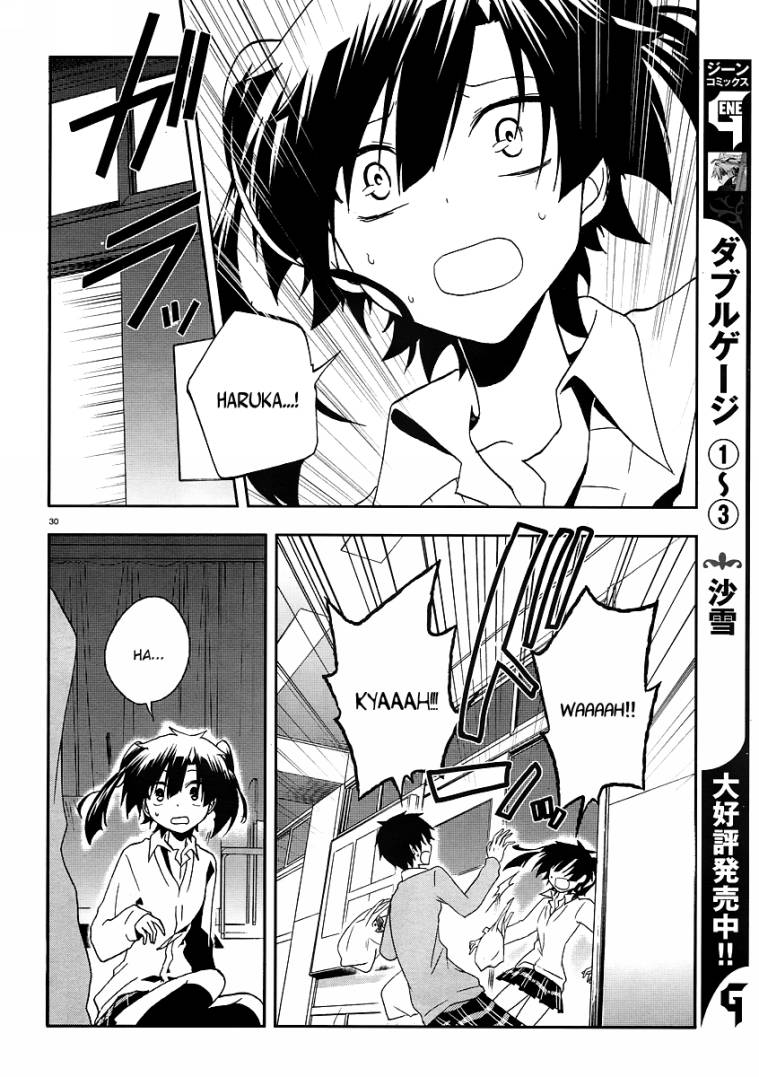 ガラッ
HARUKA...!
30
WAAAAH!!
KYAAAH!!!
HA...
ジーン
コミックス
GENE
ダブルゲージ ①〜③ 沙雪
大好評発売中!!
G